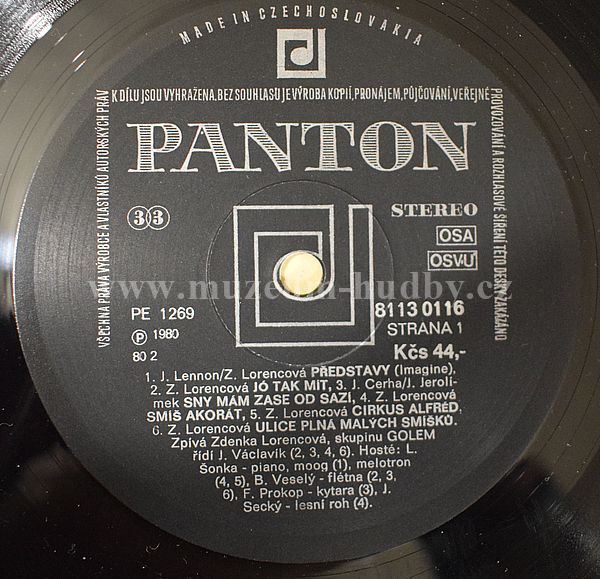 MADE IN CZECHOSLOVAKIA
VŠECHNA PRÁVA VÝROBCE A VLASTNÍKŮ AUTORSKÝCH PRÁV
K DÍLU JSOU VYHRAŽENA. BEZ SOUHLASU JE VÝROBA KOPIÍ, PRONÁJEM, PŮJČOVÁNÍ, VEŘEJNÉ
PROVOZOVÁNÍ A ROZHLASOVÉ ŠÍŘENÍ TÉTO DESKY ZAKÁZÁNO
PANTON
33
STEREO
OSA
OSVU
www.muzeum-hudby.cz
PE 1269
8113 0116
STRANA 1
Ⓟ 1980
80 2
Kčs 44,-
1. J. Lennon/Z. Lorencová PŘEDSTAVY (Imagine),
2. Z. Lorencová JÓ TAK MÍT, 3. J. Cerha/J. Jerolí-
mek SNY MÁM ZASE OD SAZÍ, 4. Z. Lorencová
SMÍŠ AKORÁT, 5. Z. Lorencová CIRKUS ALFRÉD,
6. Z. Lorencová ULICE PLNÁ MALÝCH SMÍŠKŮ.
Zpívá Zdenka Lorencová, skupinu GOLEM
řídí J. Václavík (2, 3, 4, 6). Hosté: L.
Šonka - piano, moog (1), melotron
(4, 5), B. Veselý - flétna (2, 3,
6), F. Prokop - kytara (3), J.
Secký - lesní roh (4).